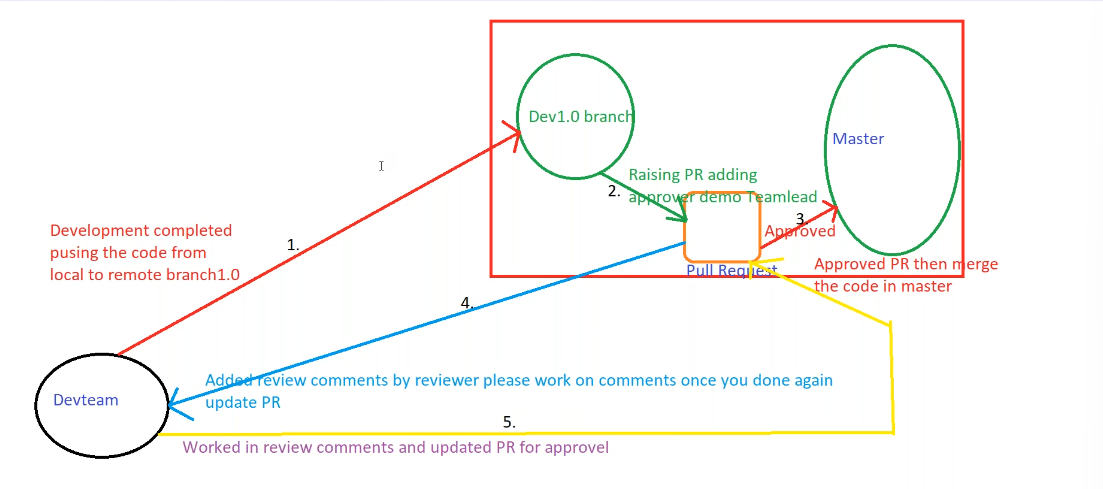 Dev1.0 branch
Master
Raising PR adding
approver demo Teamlead
2.
3.
Approved
Pull Request
Approved PR then merge
the code in master
Development completed
pusing the code from
local to remote branch1.0
1.
4.
Added review comments by reviewer please work on comments once you done again
update PR
Devteam
5.
Worked in review comments and updated PR for approvel